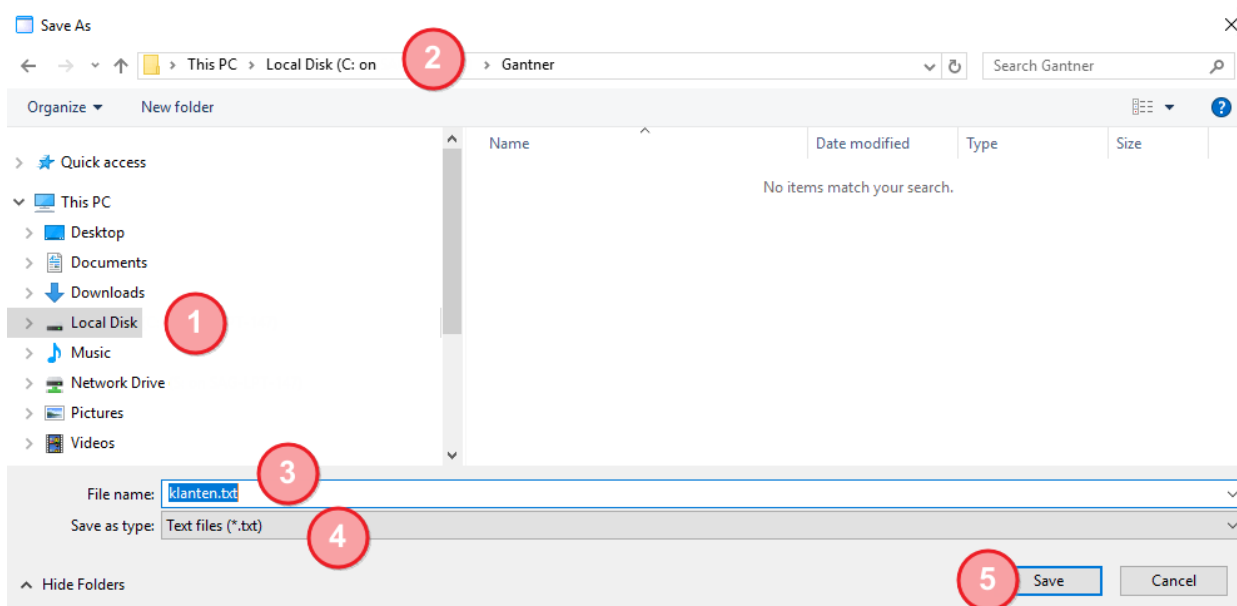 Save As
This PC > Local Disk (C: on 2 > Gantner
Search Gantner
Organize New folder
Name Date modified Type Size
Quick access
No items match your search.
This PC
Desktop
Documents
Downloads
Local Disk 1
Music
Network Drive
Pictures
Videos
3
File name: klanten.txt
Save as type: Text files (*.txt)
4
Hide Folders
5 Save Cancel